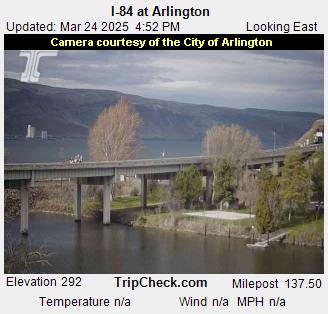 I-84 at Arlington
Updated: Mar 24 2025 4:52 PM Looking East
Camera courtesy of the City of Arlington
Elevation 292 TripCheck.com Milepost 137.50
Temperature n/a Wind n/a MPH n/a